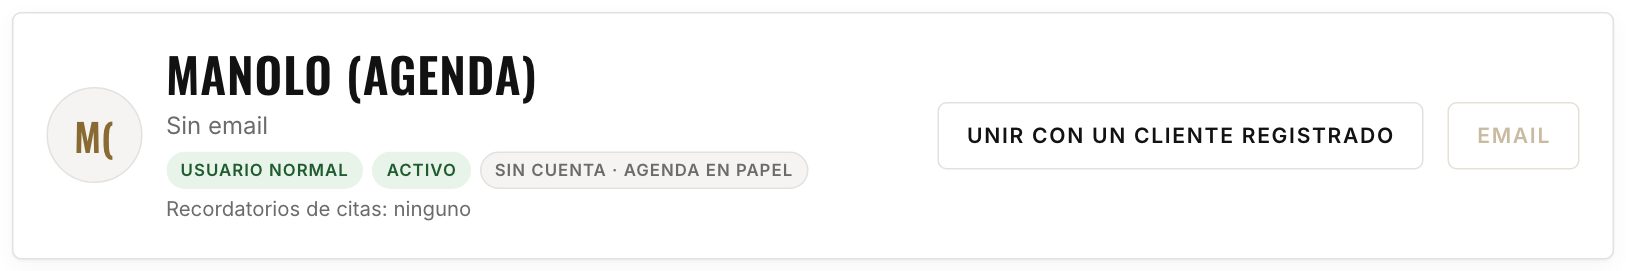 M(
MANOLO (AGENDA)
Sin email
USUARIO NORMAL
ACTIVO
SIN CUENTA · AGENDA EN PAPEL
Recordatorios de citas: ninguno
UNIR CON UN CLIENTE REGISTRADO
EMAIL